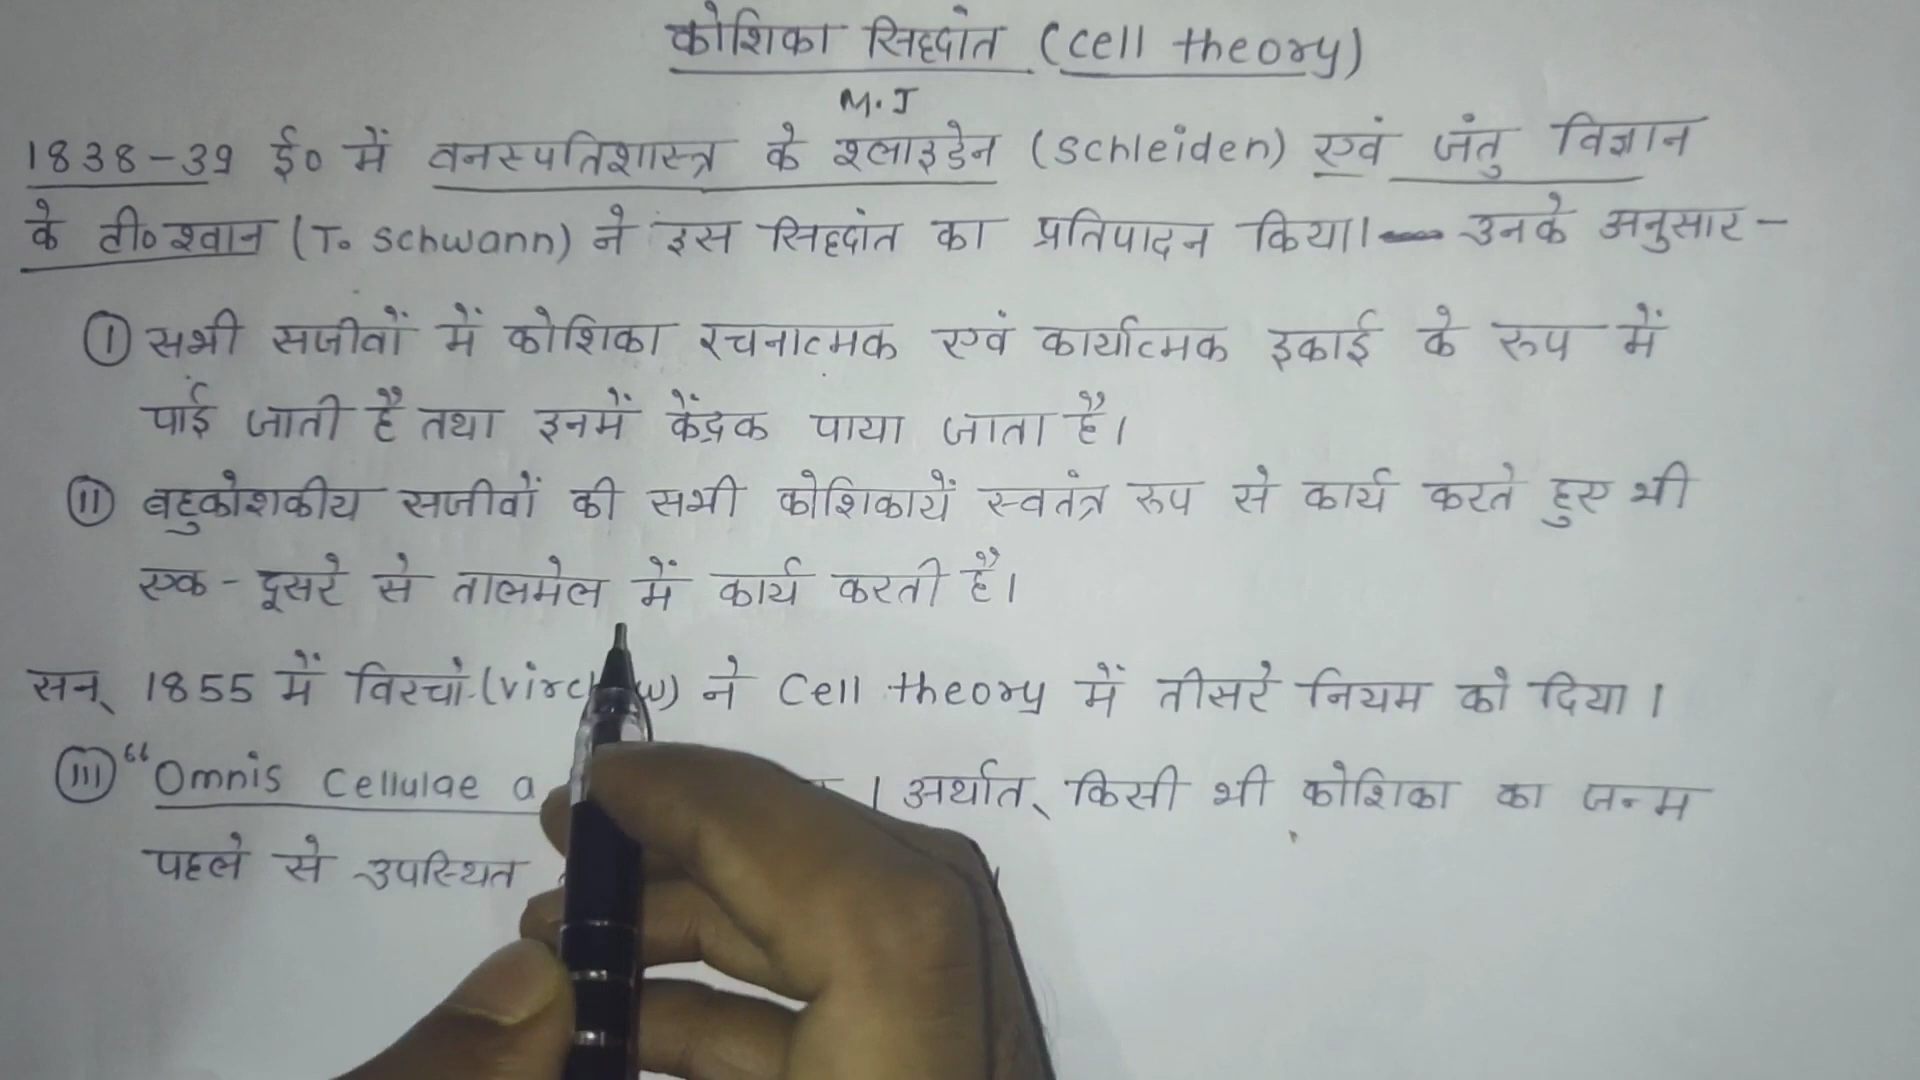 कोशिका सिद्धांत (cell theory)
M.J
1838-39 ई० में वनस्पतिशास्त्र के श्लाइडेन (schleiden) एवं जंतु विज्ञान
के टी० श्वान (T. schwann) ने इस सिद्धांत का प्रतिपादन किया। उनके अनुसार -
(I) सभी सजीवों में कोशिका रचनात्मक एवं कार्यात्मक इकाई के रूप में
पाई जाती है तथा इनमें केंद्रक पाया जाता है।
(II) बहुकोशकीय सजीवों की सभी कोशिकायें स्वतंत्र रूप से कार्य करते हुए भी
एक - दूसरे से तालमेल में कार्य करती है।
सन् 1855 में विरचो (virchow) ने Cell theory में तीसरे नियम को दिया।
(III) "Omnis Cellulae a । अर्थात् किसी भी कोशिका का जन्म
पहले से उपस्थित